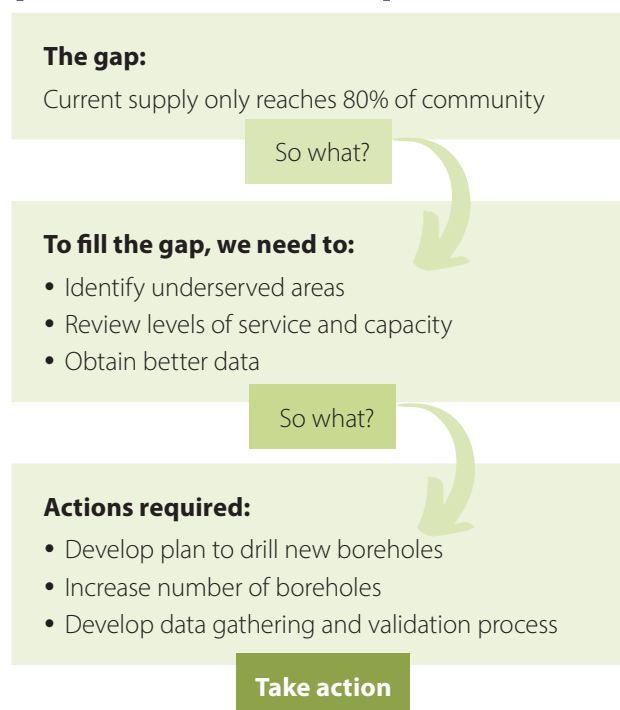 The gap:
Current supply only reaches 80% of community
So what?
To fill the gap, we need to:
• Identify underserved areas
• Review levels of service and capacity
• Obtain better data
So what?
Actions required:
• Develop plan to drill new boreholes
• Increase number of boreholes
• Develop data gathering and validation process
Take action